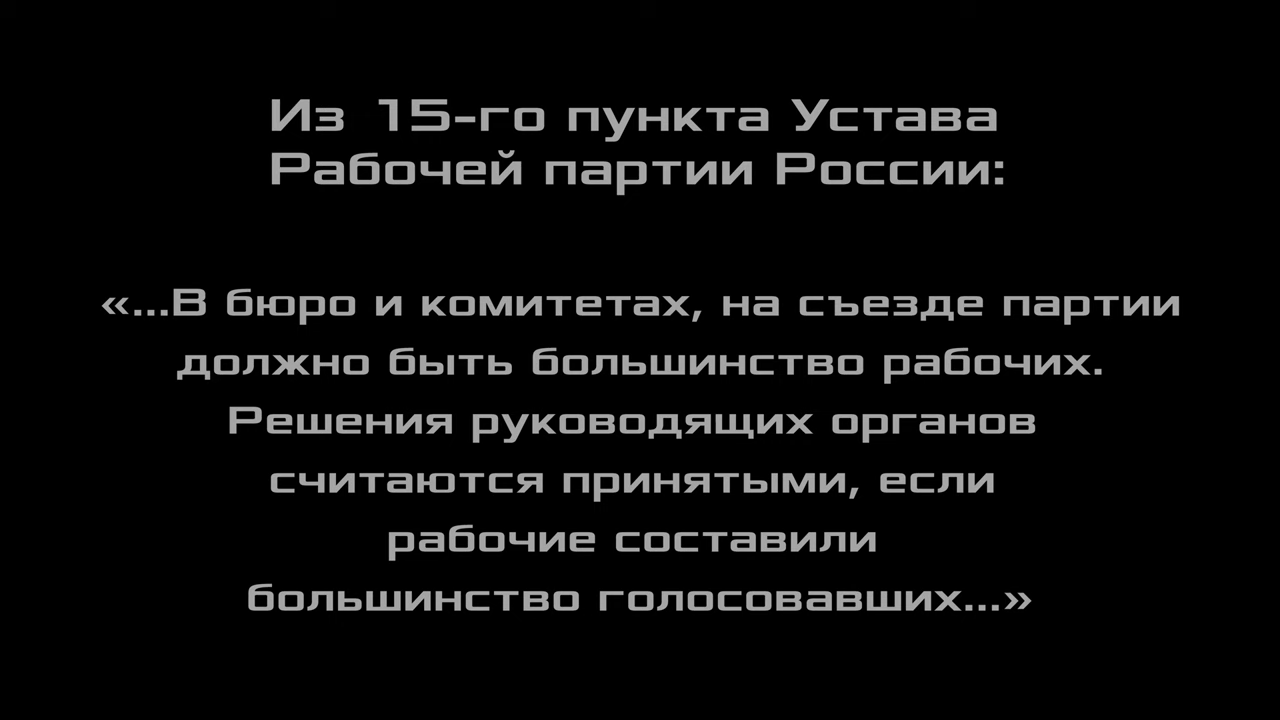 Из 15-го пункта Устава
Рабочей партии России:
«...В бюро и комитетах, на съезде партии
должно быть большинство рабочих.
Решения руководящих органов
считаются принятыми, если
рабочие составили
большинство голосовавших...»